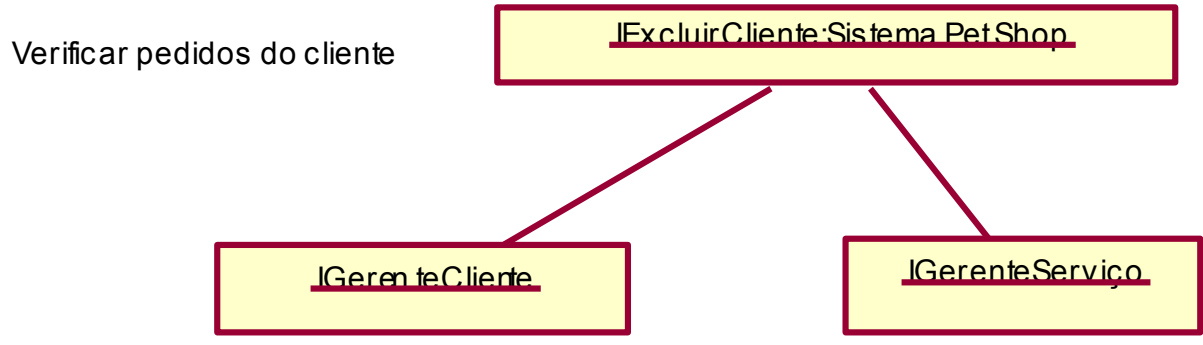 IExcluirCliente:Sistema PetShop
Verificar pedidos do cliente
IGerenteCliente
IGerenteServiço